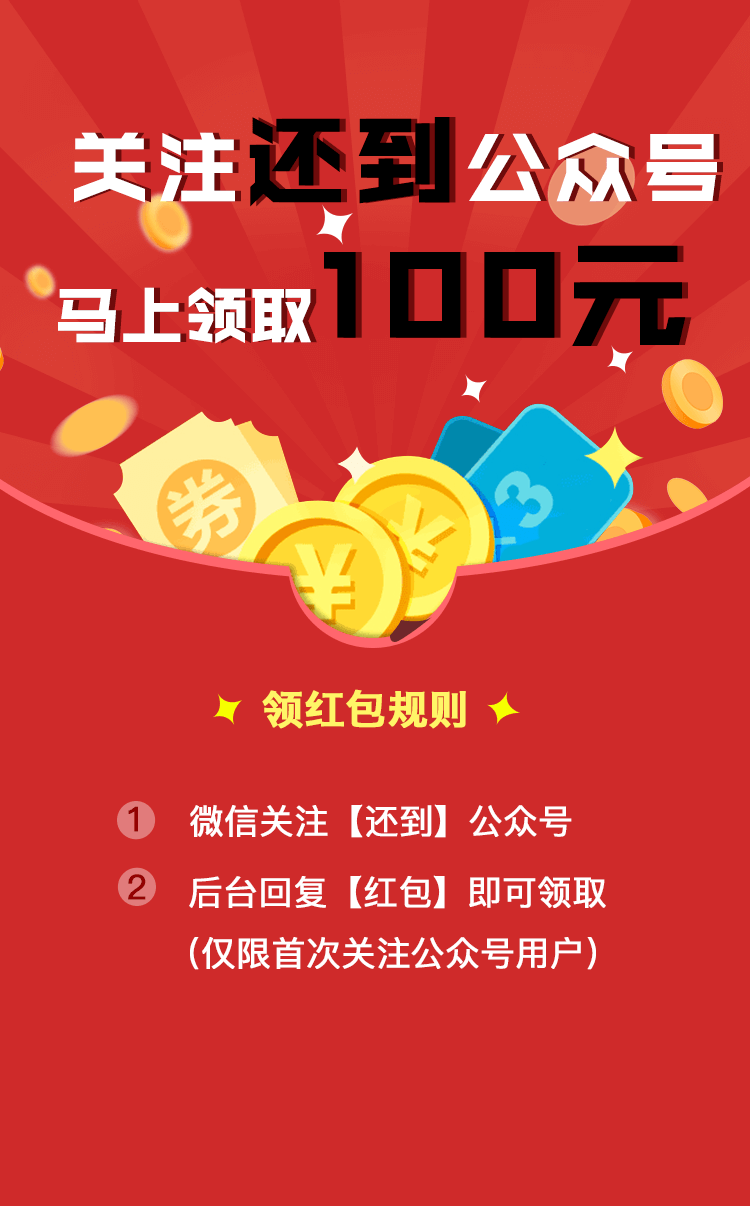 关注还到公众号
马上领取100元
券
¥
¥
3
领红包规则
1 微信关注【还到】公众号
2 后台回复【红包】即可领取
(仅限首次关注公众号用户)